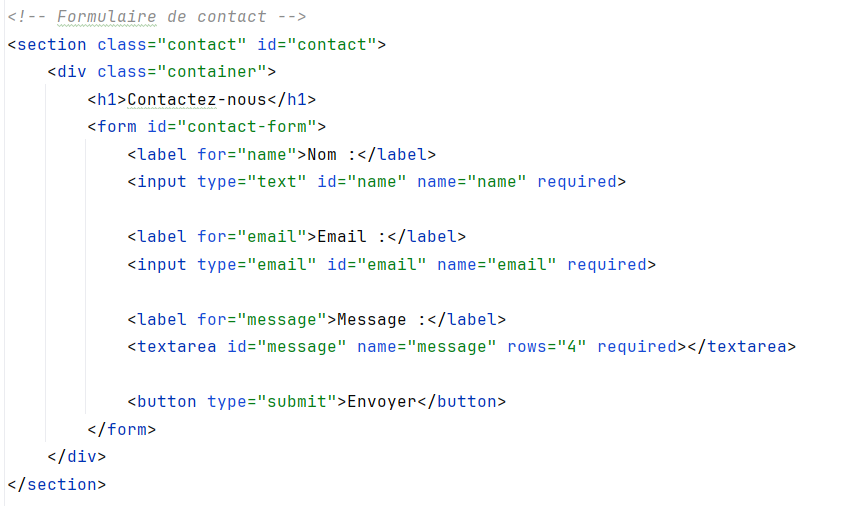 <!-- Formulaire de contact -->
<section class="contact" id="contact">
    <div class="container">
        <h1>Contactez-nous</h1>
        <form id="contact-form">
            <label for="name">Nom :</label>
            <input type="text" id="name" name="name" required>

            <label for="email">Email :</label>
            <input type="email" id="email" name="email" required>

            <label for="message">Message :</label>
            <textarea id="message" name="message" rows="4" required></textarea>

            <button type="submit">Envoyer</button>
        </form>
    </div>
</section>